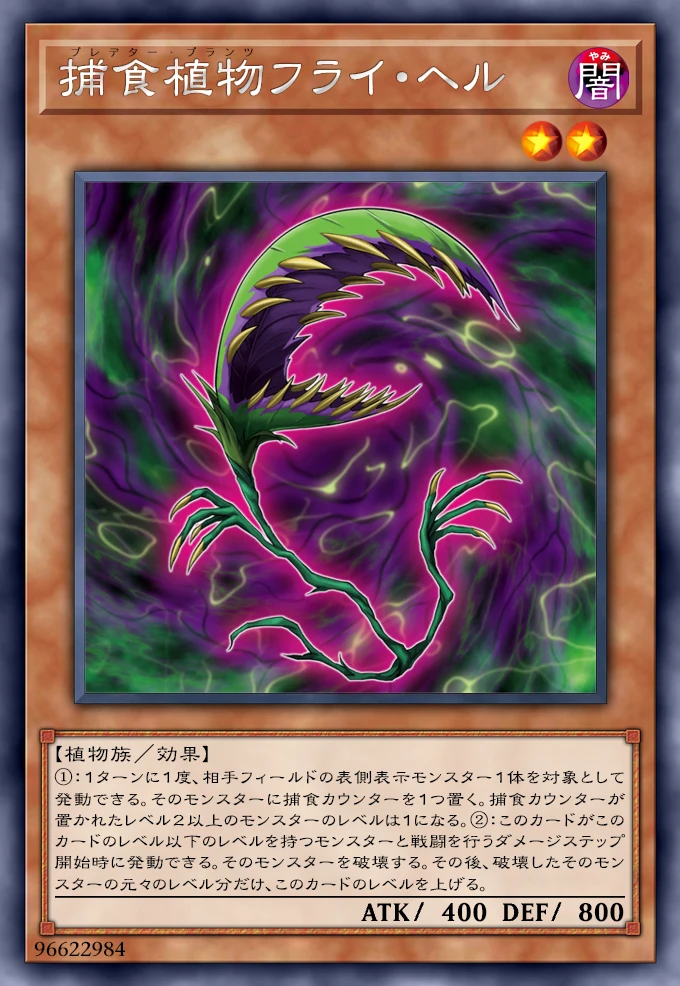 プレデター・プランツ
捕食植物フライ・ヘル
やみ
闇
【植物族／効果】
①：1ターンに1度、相手フィールドの表側表示モンスター1体を対象として
発動できる。そのモンスターに捕食カウンターを1つ置く。捕食カウンターが
置かれたレベル2以上のモンスターのレベルは1になる。②：このカードがこの
カードのレベル以下のレベルを持つモンスターと戦闘を行うダメージステップ
開始時に発動できる。そのモンスターを破壊する。その後、破壊したそのモン
スターの元々のレベル分だけ、このカードのレベルを上げる。
ATK/ 400 DEF/ 800
96622984